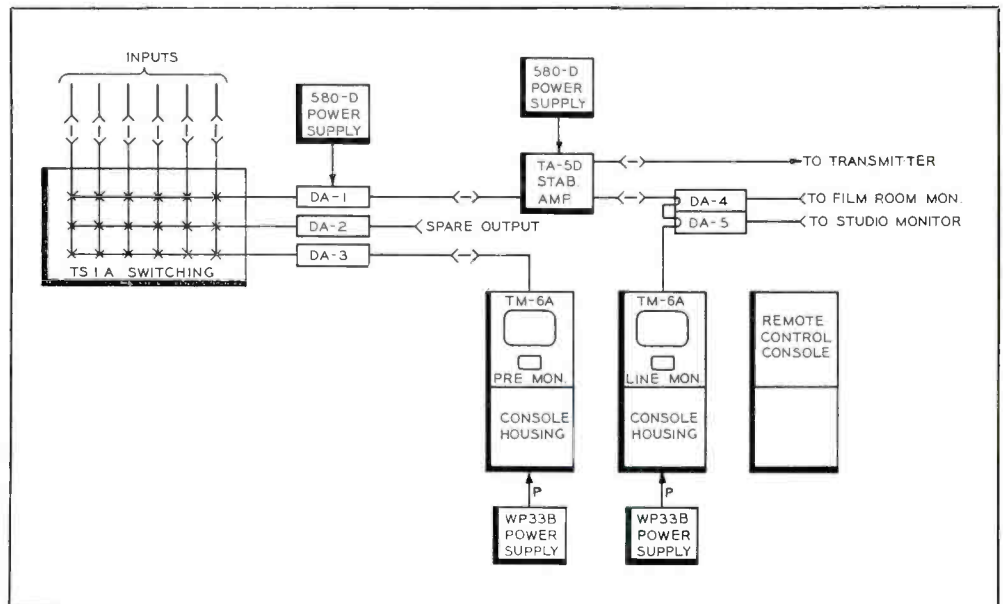 INPUTS
580-D
POWER
SUPPLY
580-D
POWER
SUPPLY
TA-5D
STAB.
AMP.
TO TRANSMITTER
DA-1
DA-4
TO FILM ROOM MON.
DA-2
SPARE OUTPUT
DA-5
TO STUDIO MONITOR
DA-3
TS1A SWITCHING
TM-6A
PRE MON.
CONSOLE
HOUSING
TM-6A
LINE MON.
CONSOLE
HOUSING
REMOTE
CONTROL
CONSOLE
P
P
WP33B
POWER
SUPPLY
WP33B
POWER
SUPPLY